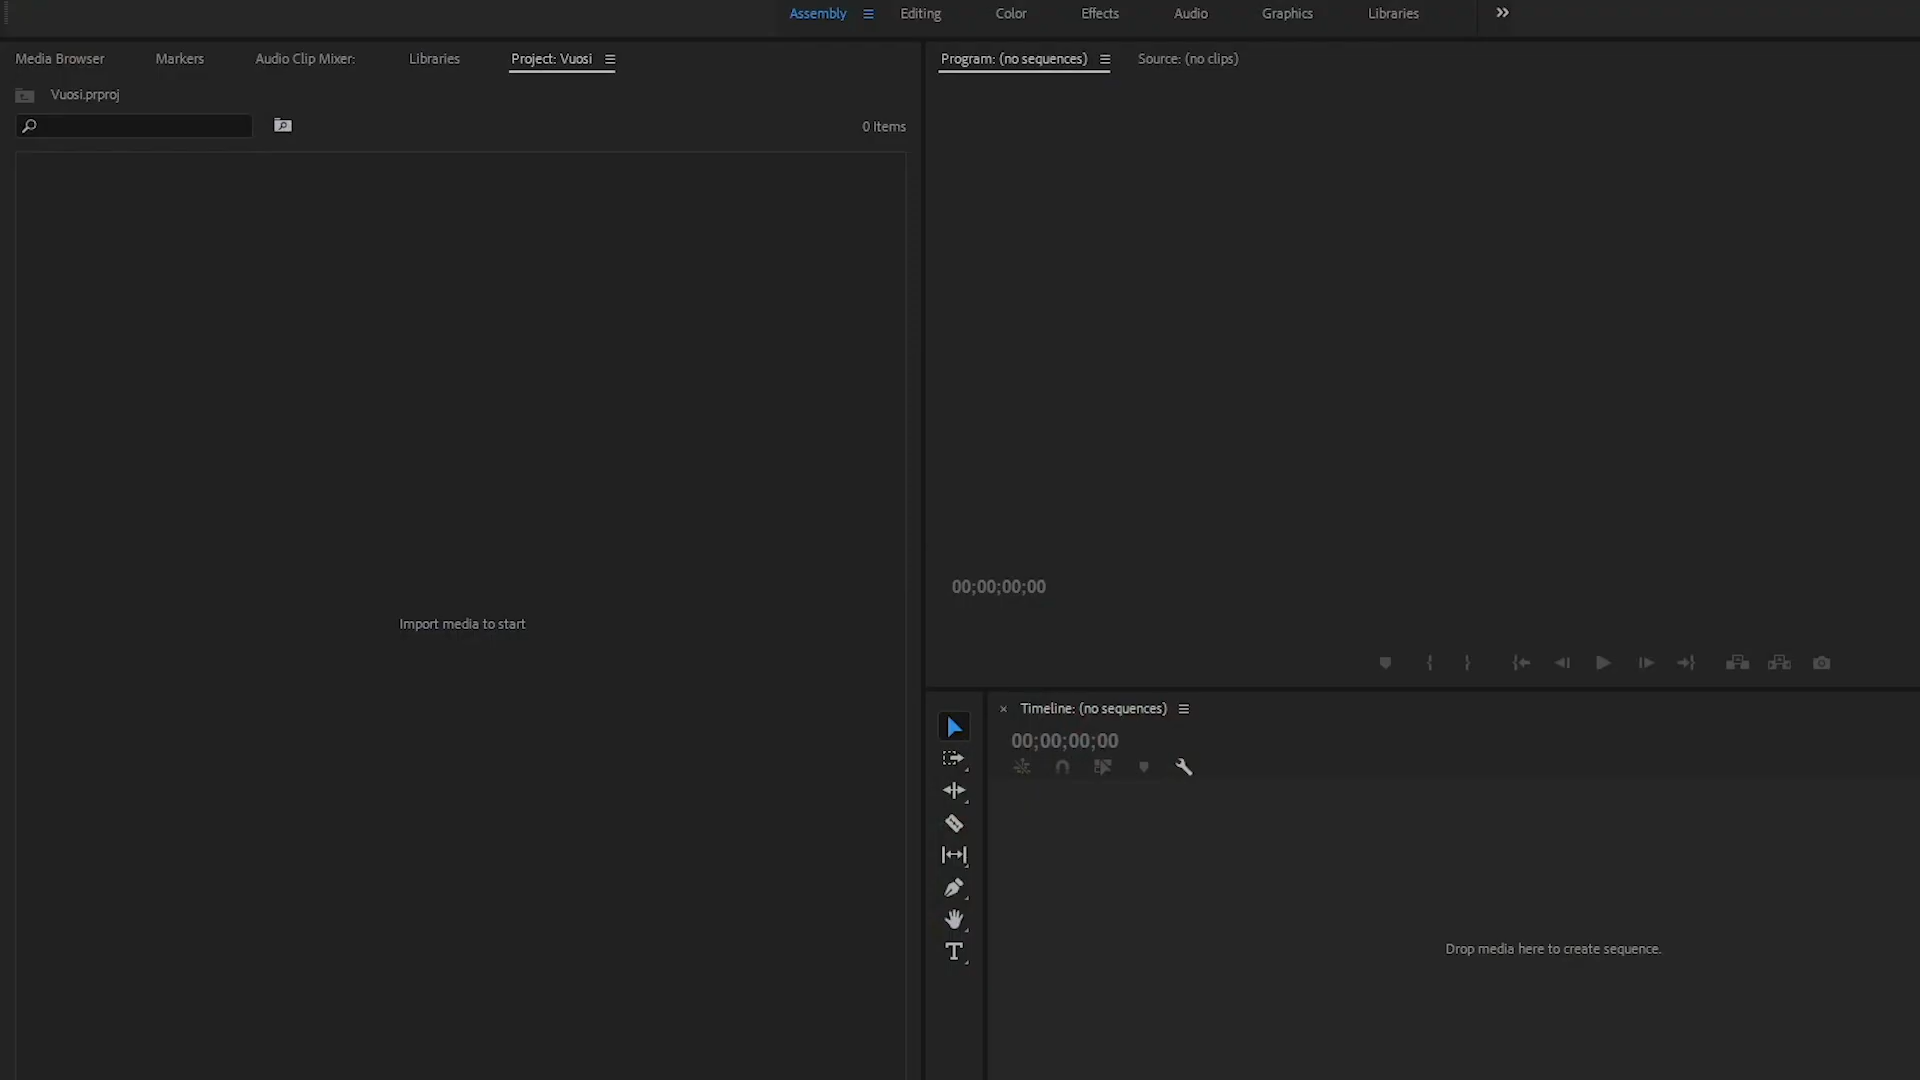 Assembly Editing Color Effects Audio Graphics Libraries
Media Browser Markers Audio Clip Mixer: Libraries Project: Vuosi
Vuosi.prproj
0 Items
Import media to start
Program: (no sequences) Source: (no clips)
00;00;00;00
Timeline: (no sequences)
00;00;00;00
Drop media here to create sequence.